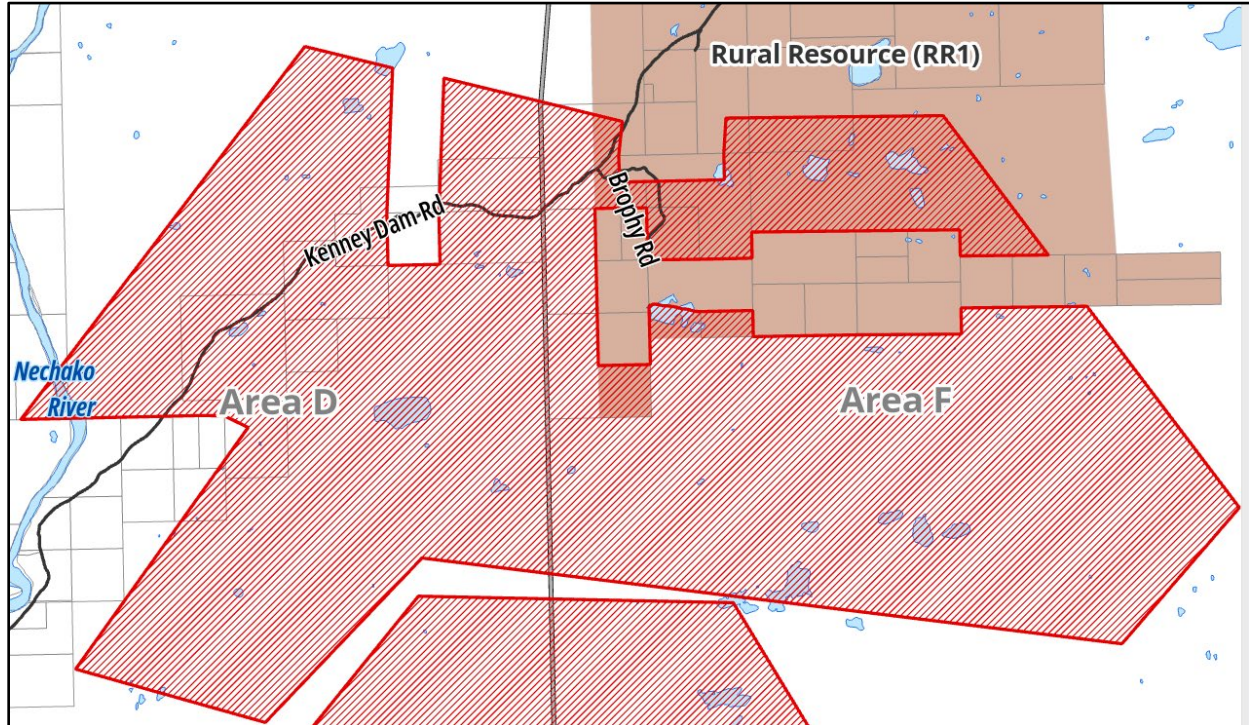 Rural Resource (RR1)
Brophy Rd
Kenney Dam Rd
Nechako
River
Area D
Area F